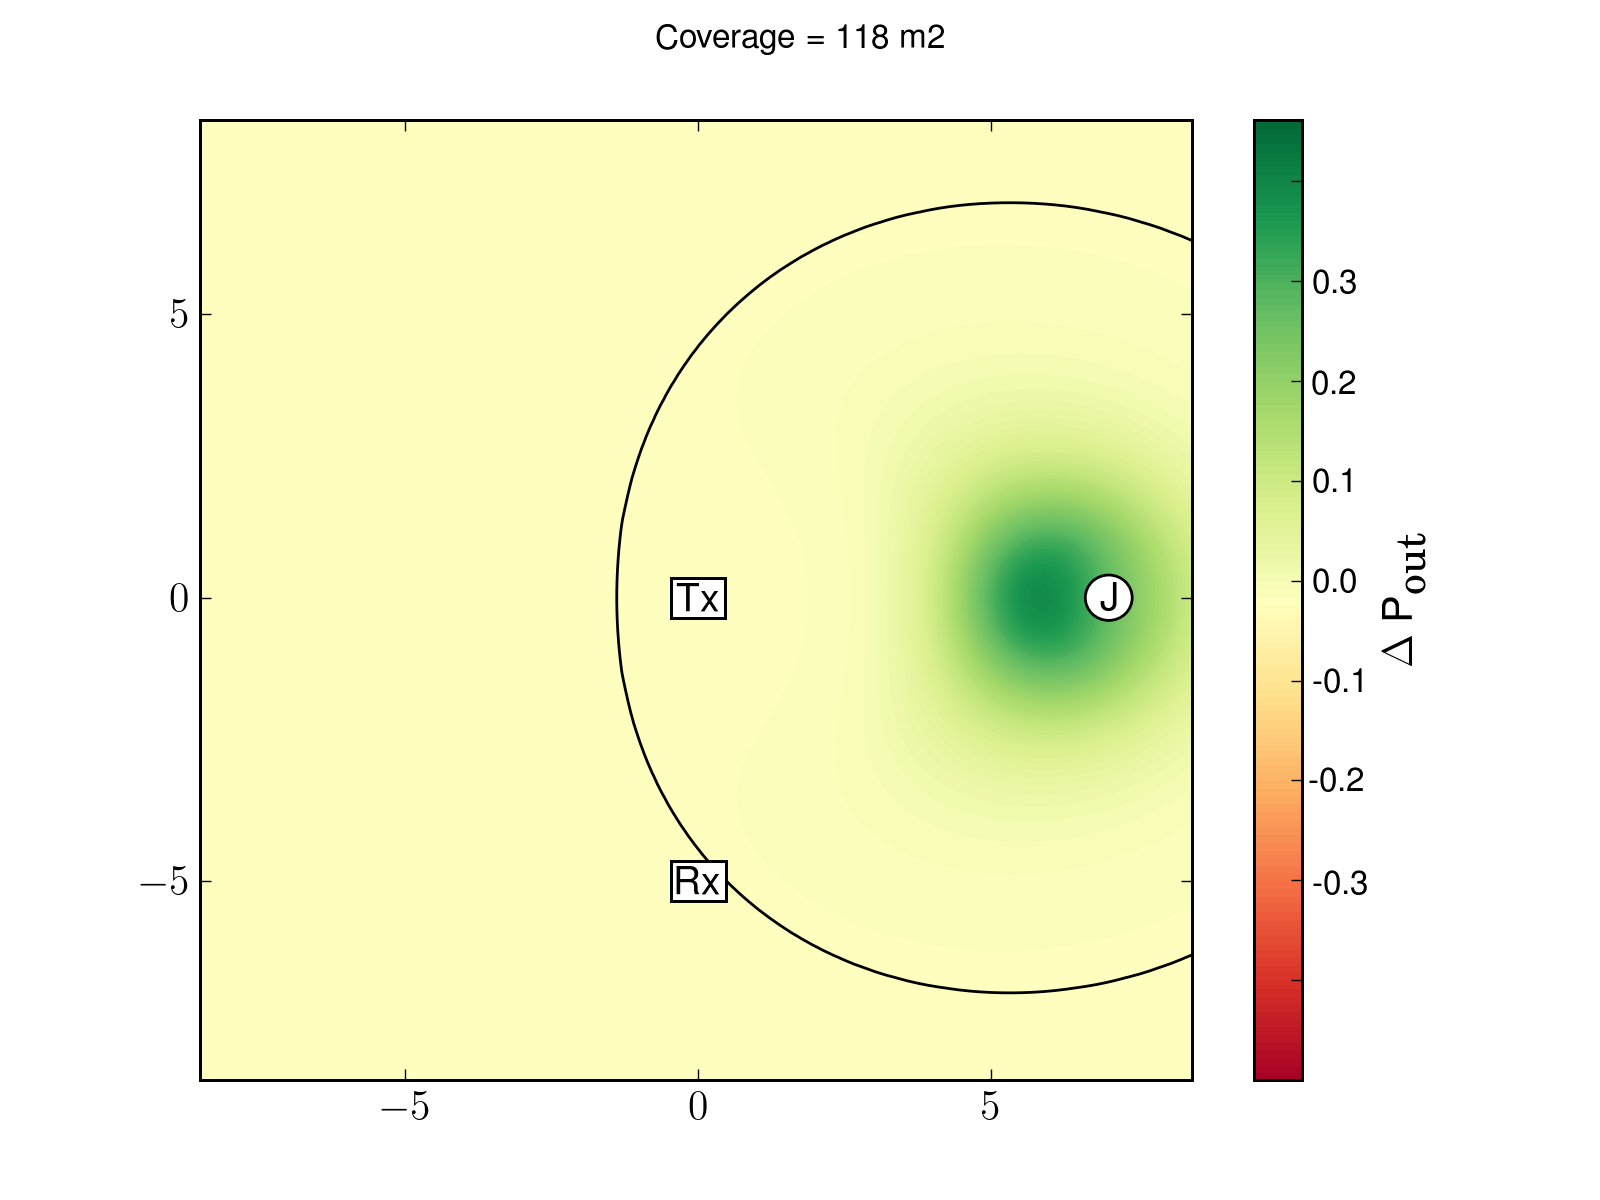 Coverage = 118 m2
5
0
−5
−5
0
5
Tx
J
Rx
0.3
0.2
0.1
0.0
-0.1
-0.2
-0.3
Δ Pout